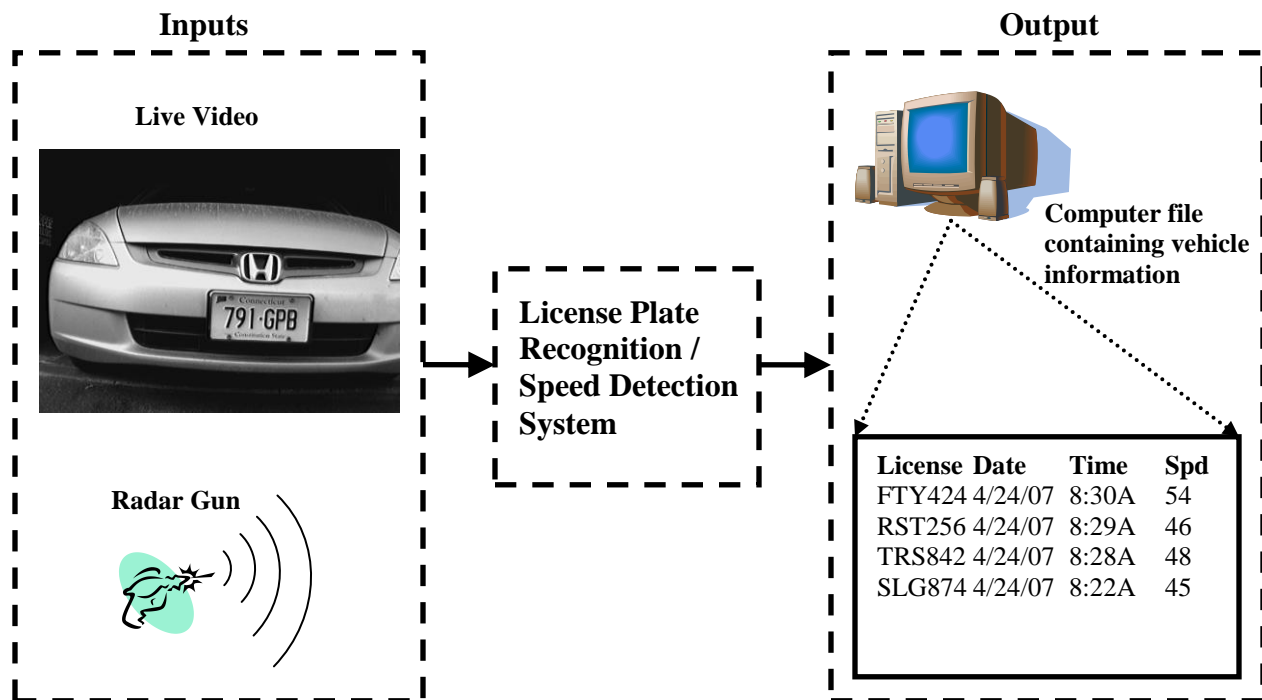 Inputs
Live Video
Connecticut
791·GPB
Constitution State
Radar Gun
License Plate
Recognition /
Speed Detection
System
Output
Computer file
containing vehicle
information
License Date Time Spd
FTY424 4/24/07 8:30A 54
RST256 4/24/07 8:29A 46
TRS842 4/24/07 8:28A 48
SLG874 4/24/07 8:22A 45